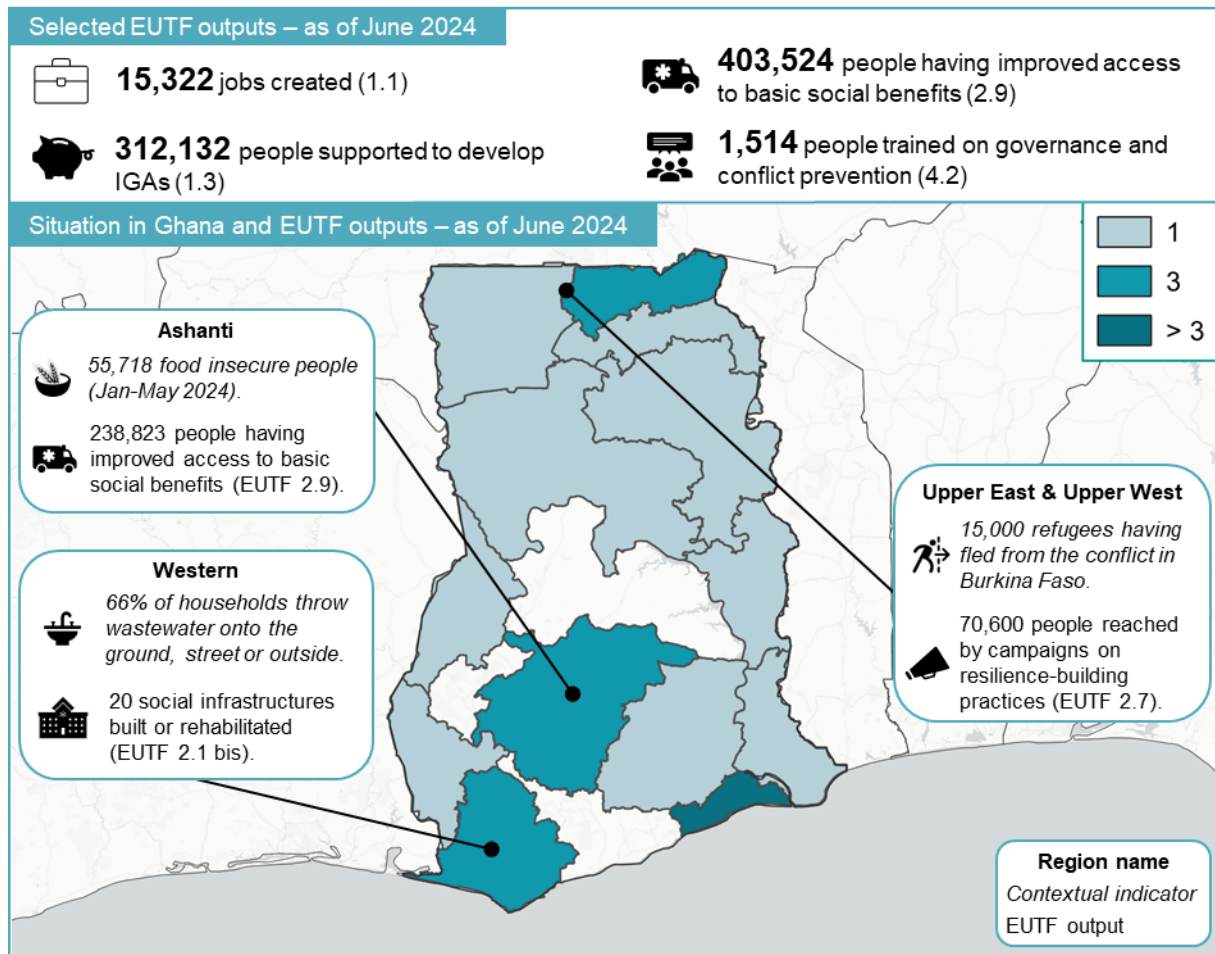 Selected EUTF outputs – as of June 2024
15,322 jobs created (1.1)
403,524 people having improved access
to basic social benefits (2.9)
312,132 people supported to develop
IGAs (1.3)
1,514 people trained on governance and
conflict prevention (4.2)
Situation in Ghana and EUTF outputs – as of June 2024
1
3
> 3
Ashanti
55,718 food insecure people
(Jan-May 2024).
238,823 people having
improved access to basic
social benefits (EUTF 2.9).
Western
66% of households throw
wastewater onto the
ground, street or outside.
20 social infrastructures
built or rehabilitated
(EUTF 2.1 bis).
Upper East & Upper West
15,000 refugees having
fled from the conflict in
Burkina Faso.
70,600 people reached
by campaigns on
resilience-building
practices (EUTF 2.7).
Region name
Contextual indicator
EUTF output